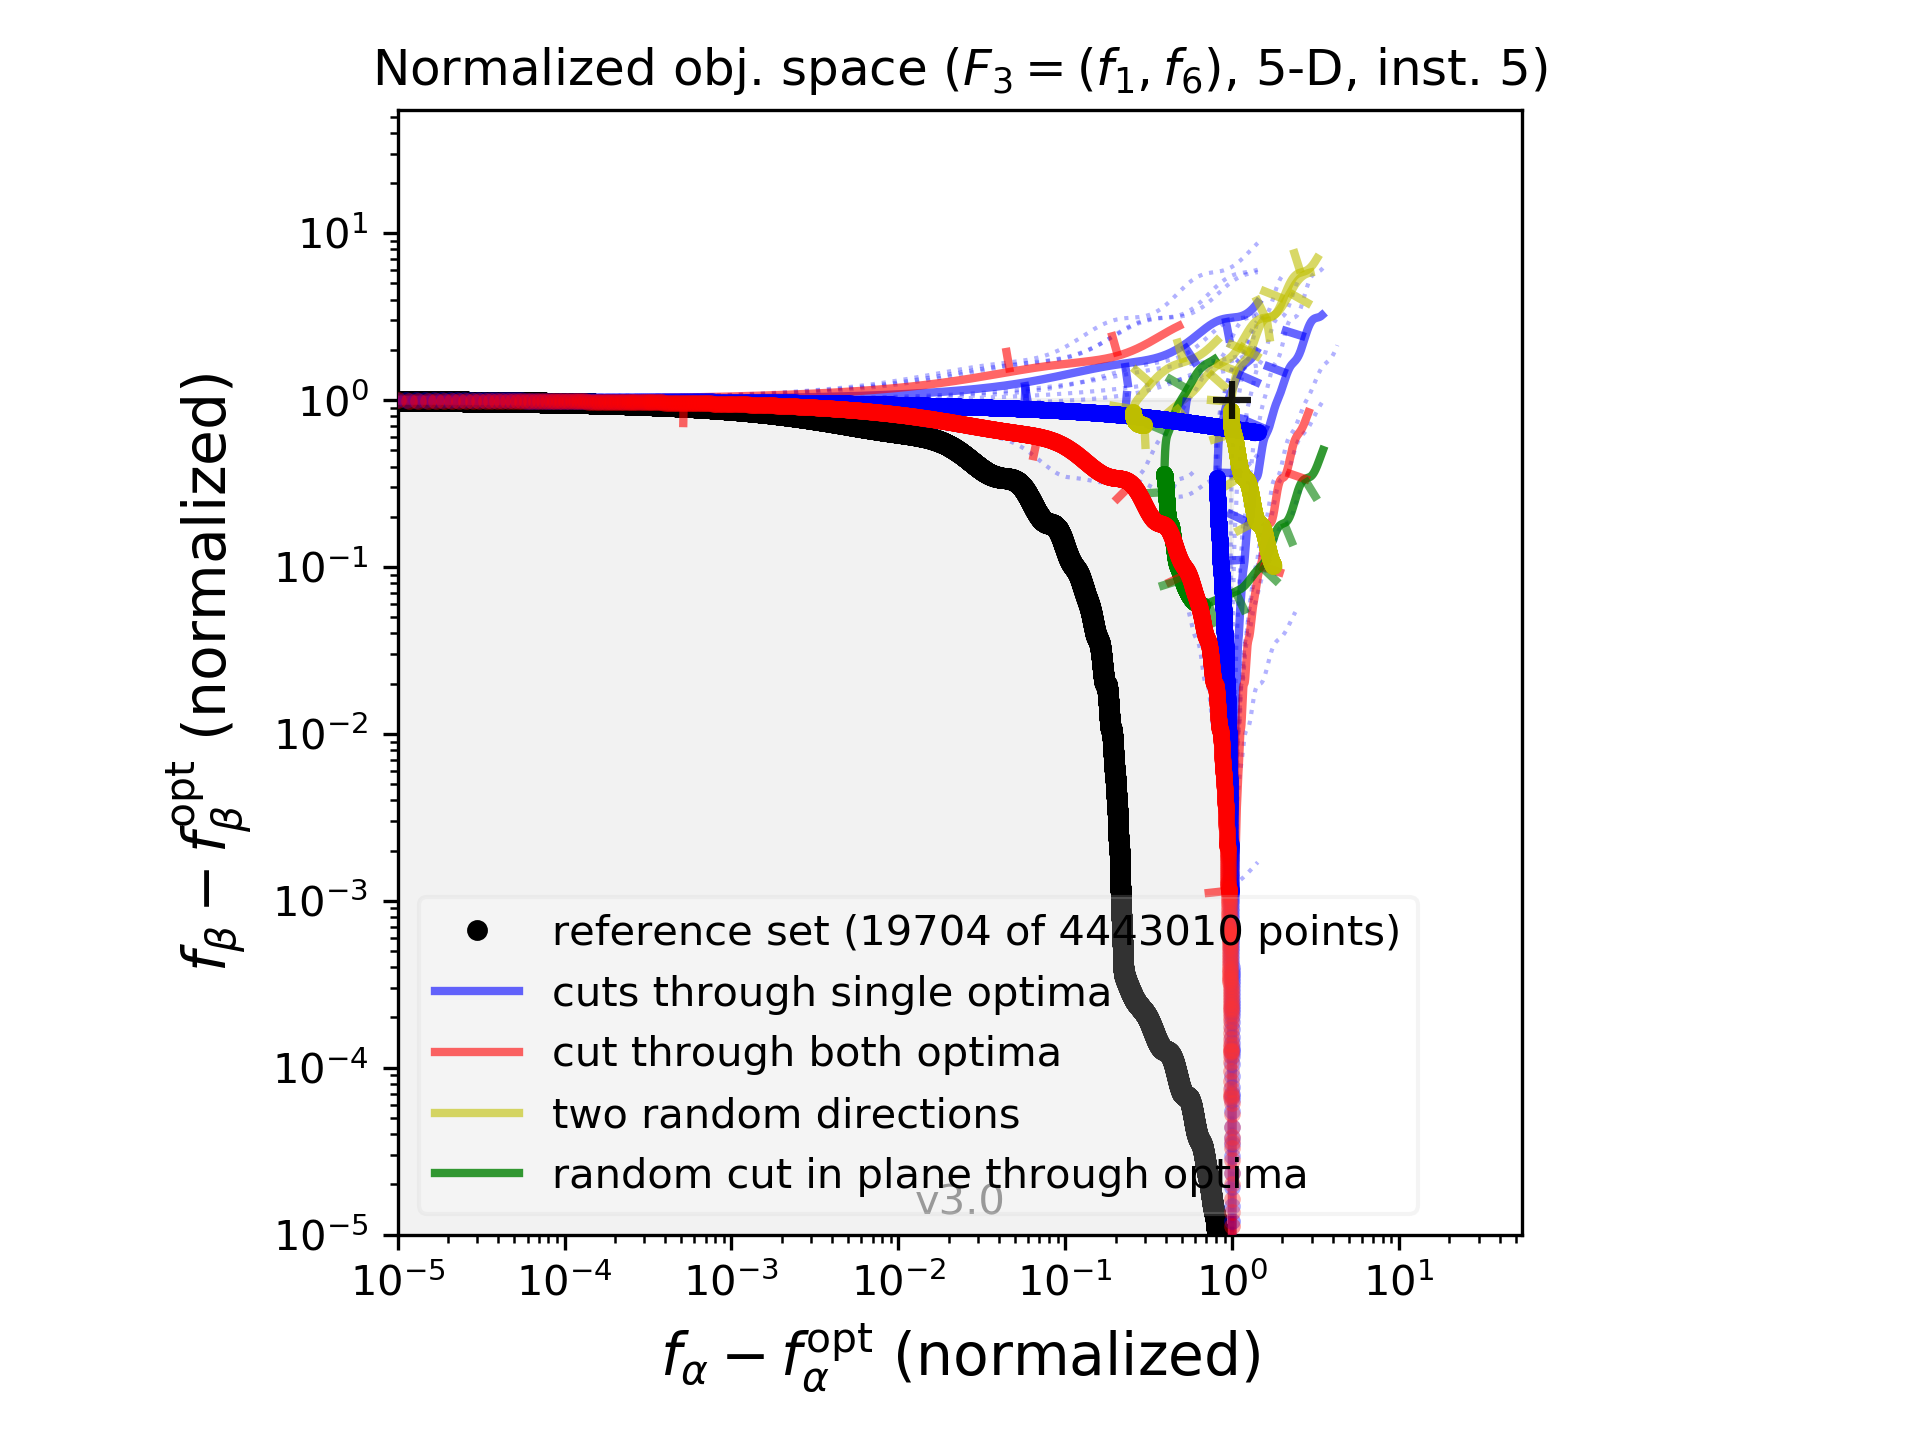 Normalized obj. space (F₃ = (f₁, f₆), 5-D, inst. 5)
f_β − f_β^opt (normalized)
10¹
10⁰
10⁻¹
10⁻²
10⁻³
10⁻⁴
10⁻⁵
reference set (19704 of 4443010 points)
cuts through single optima
cut through both optima
two random directions
random cut in plane through optima
v3.0
10⁻⁵ 10⁻⁴ 10⁻³ 10⁻² 10⁻¹ 10⁰ 10¹
f_α − f_α^opt (normalized)